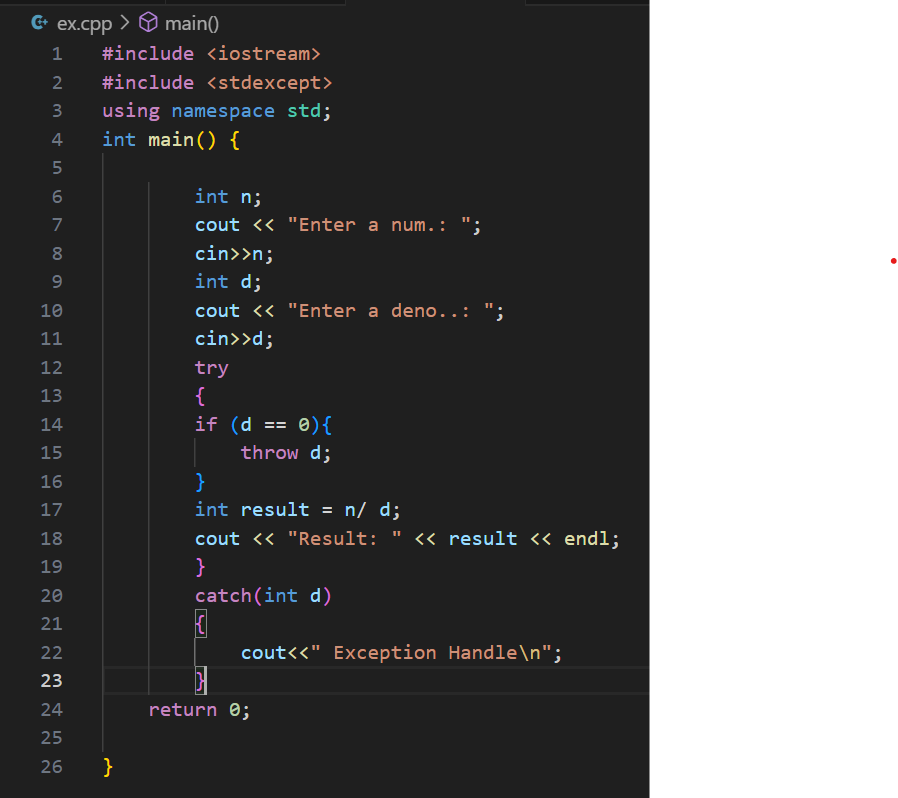 ex.cpp > main()
1 #include <iostream>
2 #include <stdexcept>
3 using namespace std;
4 int main() {
5
6 int n;
7 cout << "Enter a num.: ";
8 cin>>n;
9 int d;
10 cout << "Enter a deno..: ";
11 cin>>d;
12 try
13 {
14 if (d == 0){
15 throw d;
16 }
17 int result = n/ d;
18 cout << "Result: " << result << endl;
19 }
20 catch(int d)
21 {
22 cout<<" Exception Handle\n";
23 }
24 return 0;
25
26 }